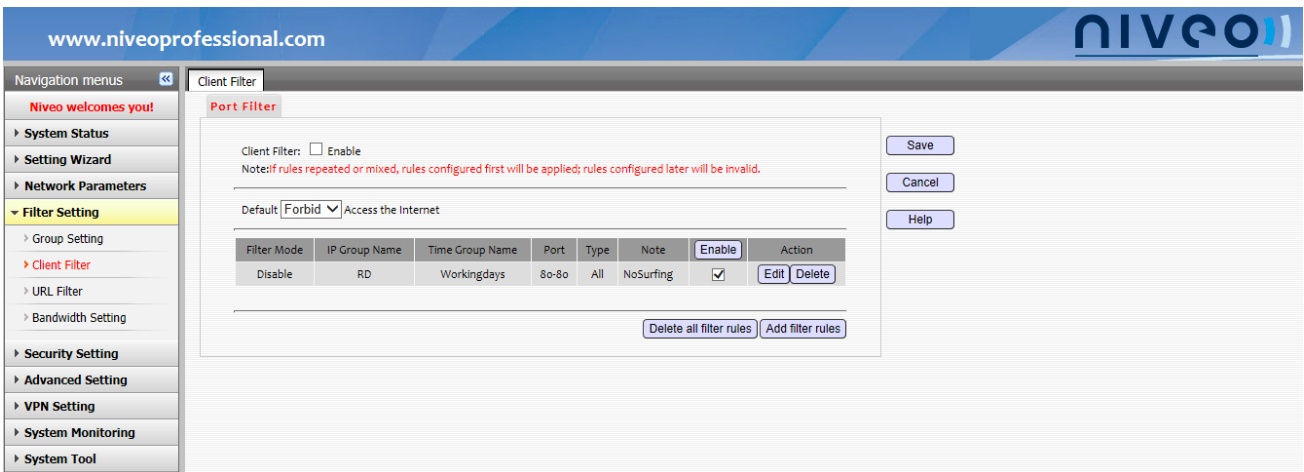 www.niveoprofessional.com
niveo
Navigation menus
Niveo welcomes you!
System Status
Setting Wizard
Network Parameters
Filter Setting
Group Setting
Client Filter
URL Filter
Bandwidth Setting
Security Setting
Advanced Setting
VPN Setting
System Monitoring
System Tool
Client Filter
Port Filter
Client Filter: Enable
Note:If rules repeated or mixed, rules configured first will be applied; rules configured later will be invalid.
Default Forbid Access the Internet
Filter Mode IP Group Name Time Group Name Port Type Note Enable Action
Disable RD Workingdays 80-80 All NoSurfing Edit Delete
Delete all filter rules Add filter rules
Save
Cancel
Help